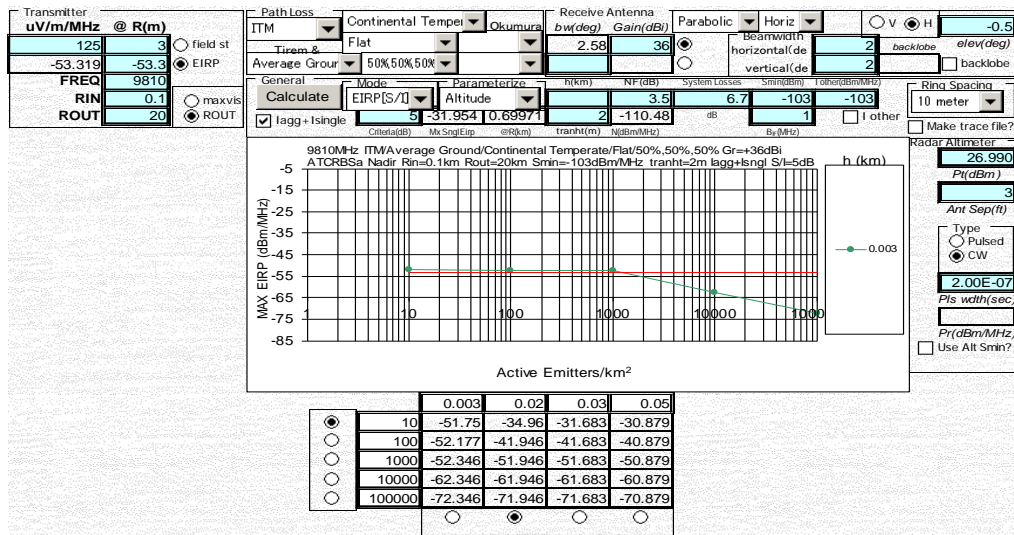 Transmitter
uV/m/MHz @ R(m)
125 3 field st
-53.319 -53.3 EIRP
FREQ 9810
RIN 0.1 maxvis
ROUT 20 ROUT
Path Loss
ITM Continental Temper Okumura
Tirem & Flat
Average Groun 50%,50%,50%
Receive Antenna
bw(deg) Gain(dBi) Parabolic Horiz V H -0.5
2.58 36 Beamwidth elev(deg)
horizontal(de 2 backlobe
vertical(de 2 backlobe
General Mode Parameterize h(km) NF(dB) System Losses Smin(dBm) I other(dBm/MHz) Ring Spacing
Calculate EIRP[S/I] Altitude 3.5 6.7 -103 -103 10 meter
Iagg+Isingle 5 -31.954 0.69971 2 -110.48 dB 1 I other
Criteria(dB) Mx Sngl Eirp @R(km) tranht(m) N(dBm/MHz) (MHz) Make trace file?
9810MHz ITM/Average Ground/Continental Temperate/Flat/50%,50%,50% Gr=+36dBi
ATCRBSa Nadir Rin=0.1km Rout=20km Smin=-103dBm/MHz tranht=2m Iagg+Isngl S/I=5dB
h (km)
-5
-15
-25
-35
-45
-55
-65
-75
-85
MAX EIRP (dBm/MHz)
1 10 100 1000 10000 1000
0.003
Active Emitters/km²
Radar Altimeter
26.990
Pt(dBm)
3
Ant Sep(ft)
Type
Pulsed
CW
2.00E-07
Pls wdth(sec)
Pr(dBm/MHz)
Use Alt Smin?
0.003 0.02 0.03 0.05
10 -51.75 -34.96 -31.683 -30.879
100 -52.177 -41.946 -41.683 -40.879
1000 -52.346 -51.946 -51.683 -50.879
10000 -62.346 -61.946 -61.683 -60.879
100000 -72.346 -71.946 -71.683 -70.879